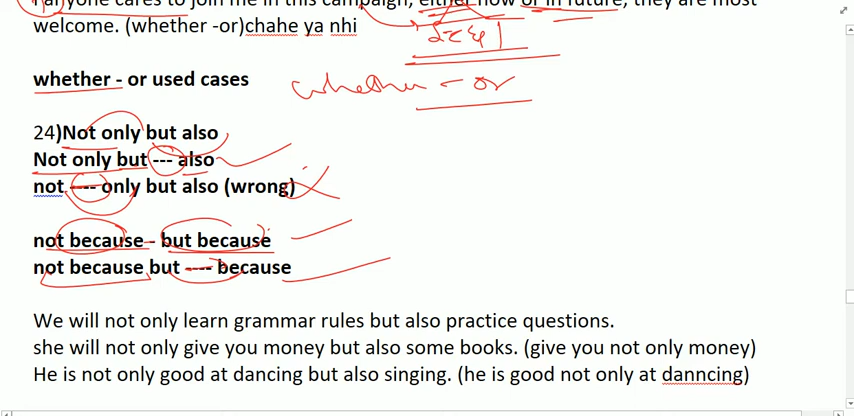 anyone cares to join me in this campaign, either now or in future, they are most
welcome. (whether -or)chahe ya nhi
whether - or used cases
whether - or
24)Not only but also
Not only but --- also
not ---- only but also (wrong)
not because - but because
not because but ---- because
We will not only learn grammar rules but also practice questions.
she will not only give you money but also some books. (give you not only money)
He is not only good at dancing but also singing. (he is good not only at danncing)